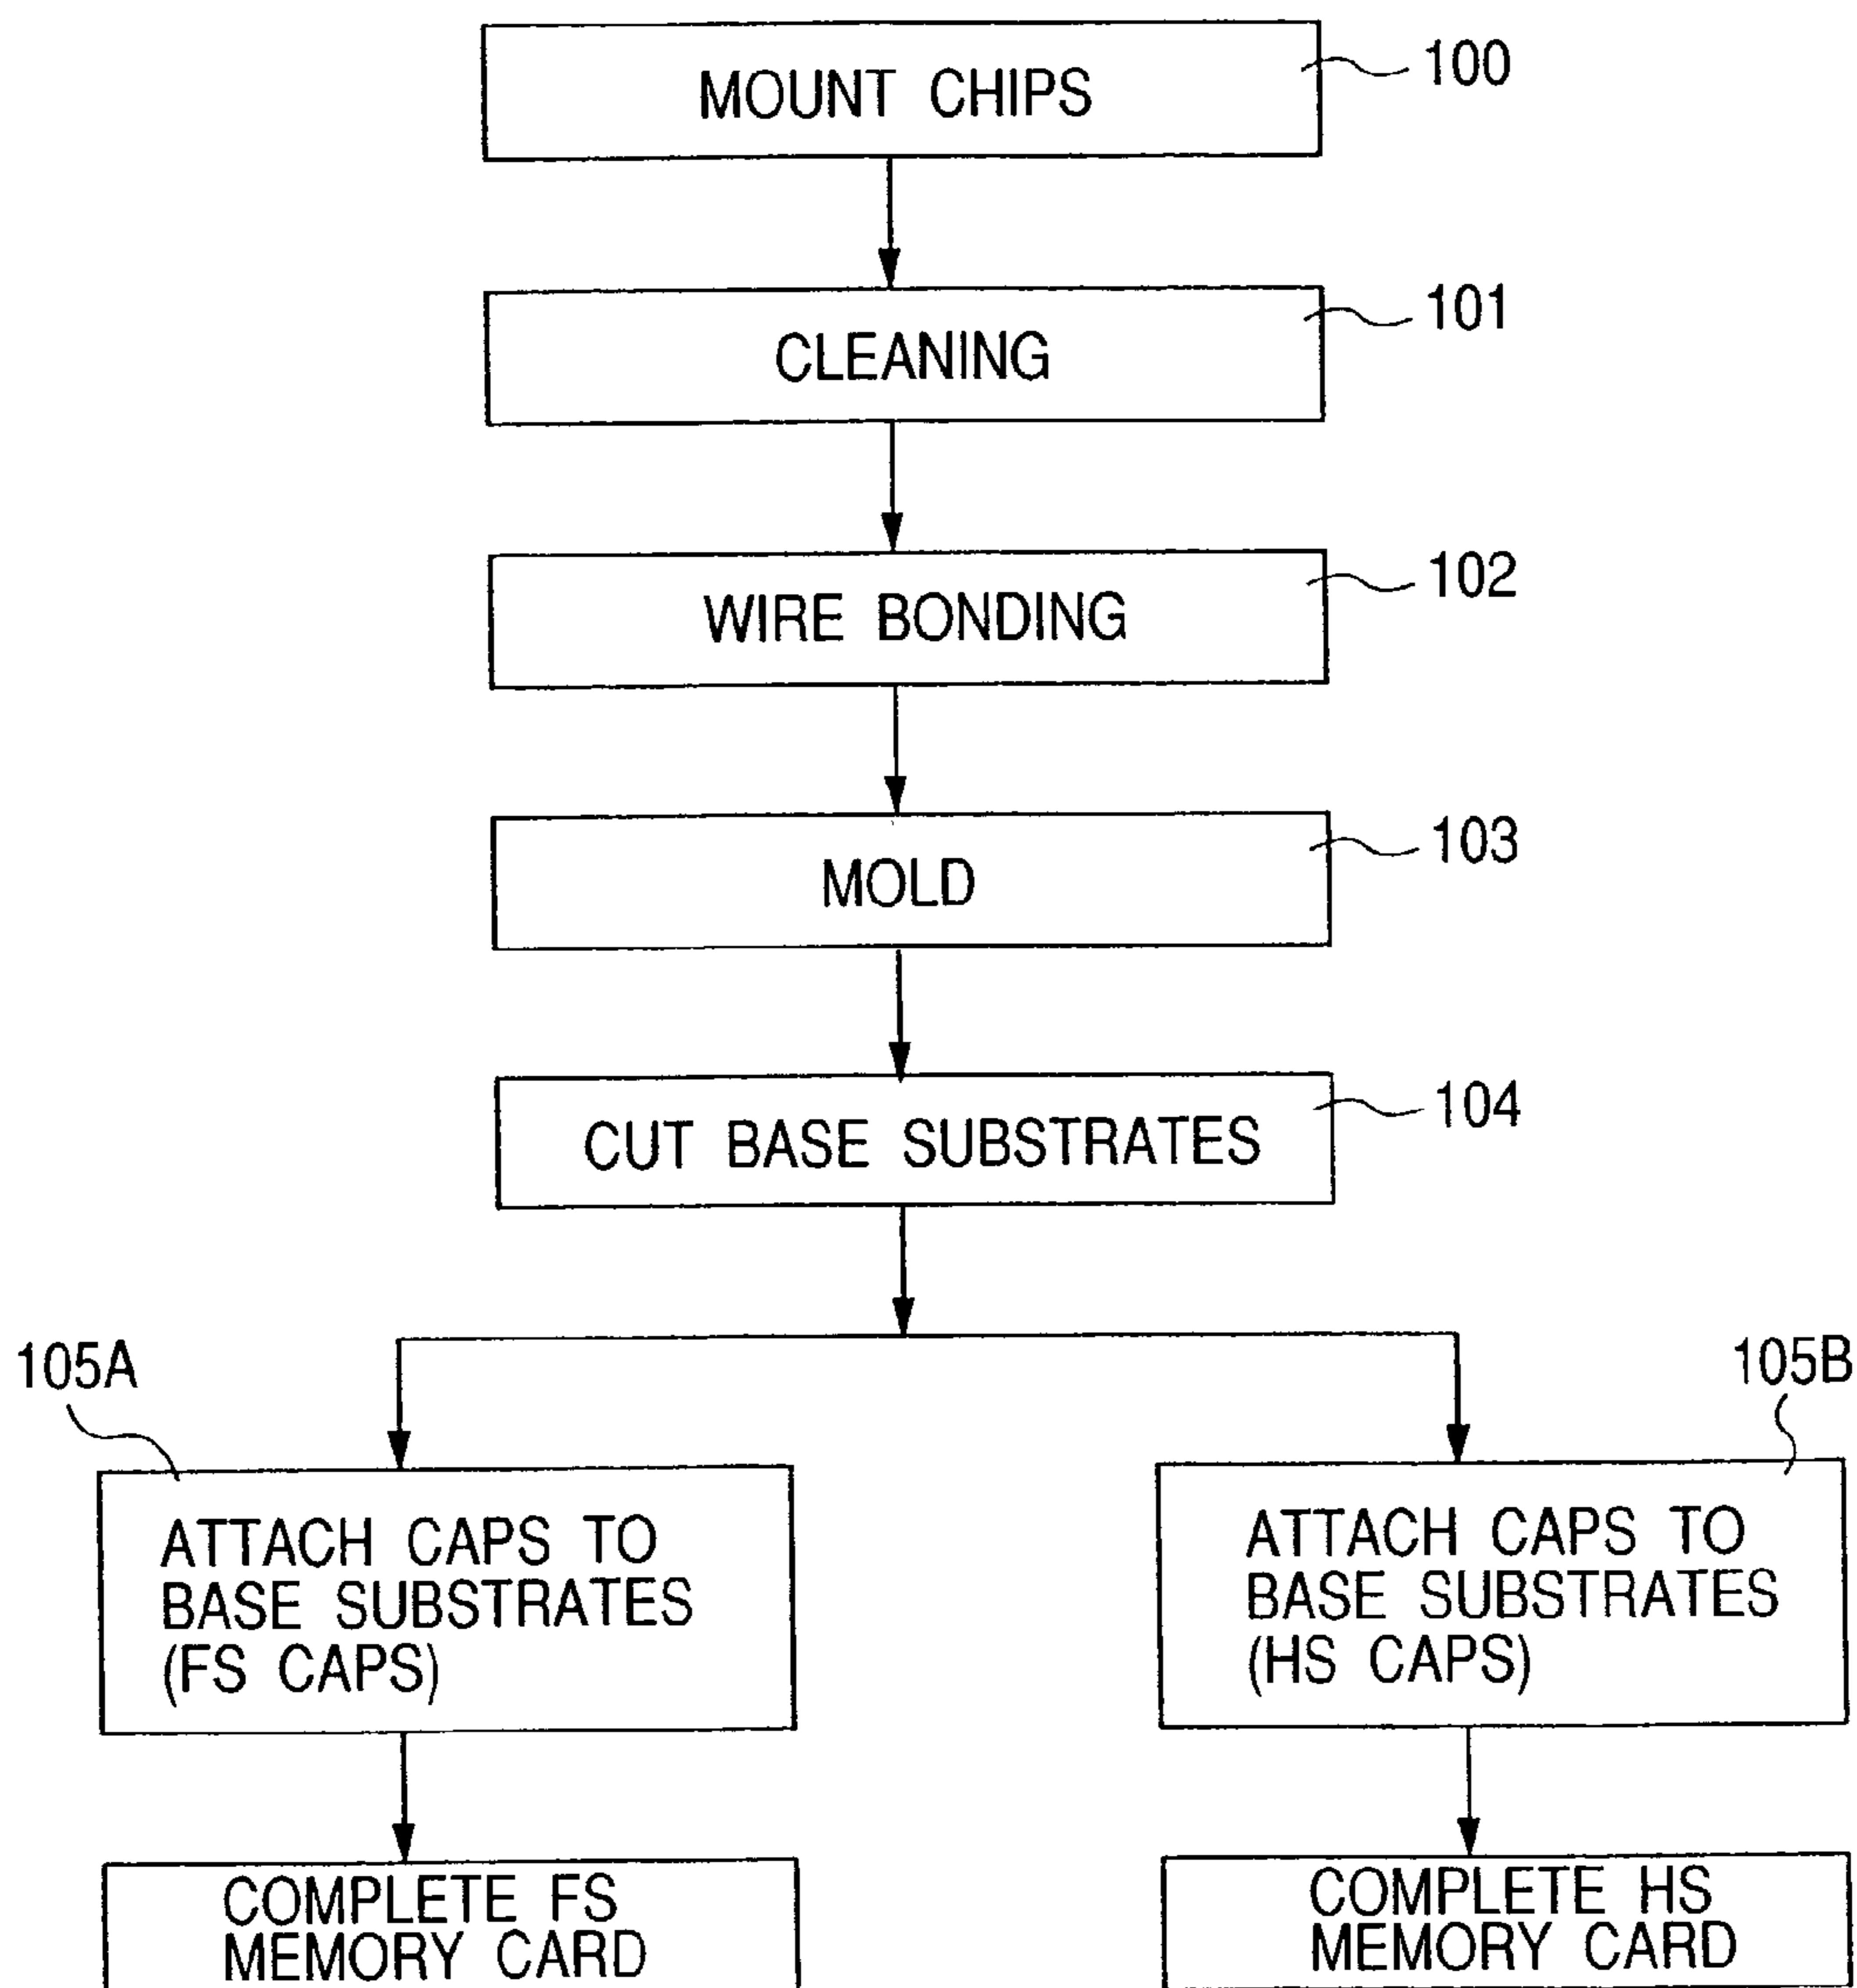 MOUNT CHIPS
100
CLEANING
101
WIRE BONDING
102
MOLD
103
CUT BASE SUBSTRATES
104
105A
105B
ATTACH CAPS TO
BASE SUBSTRATES
(FS CAPS)
ATTACH CAPS TO
BASE SUBSTRATES
(HS CAPS)
COMPLETE FS
MEMORY CARD
COMPLETE HS
MEMORY CARD